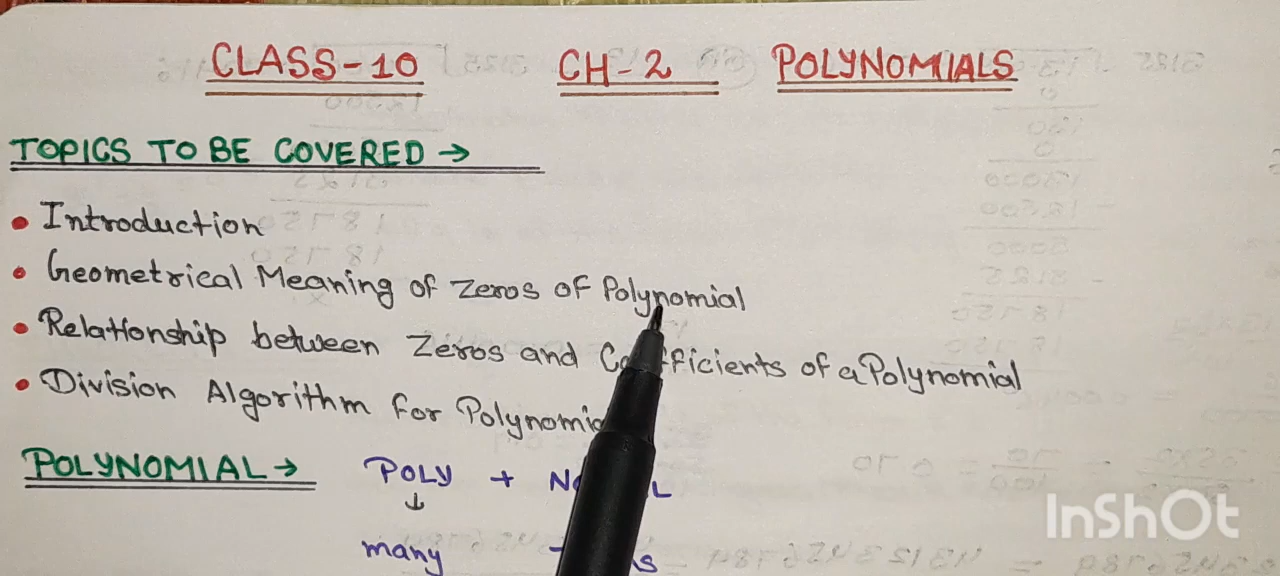 CLASS-10 CH-2 POLYNOMIALS
TOPICS TO BE COVERED →
• Introduction
• Geometrical Meaning of Zeros of Polynomial
• Relationship between Zeros and Coefficients of a Polynomial
• Division Algorithm for
POLYNOMIAL → POLY +
↓
many
InShOt